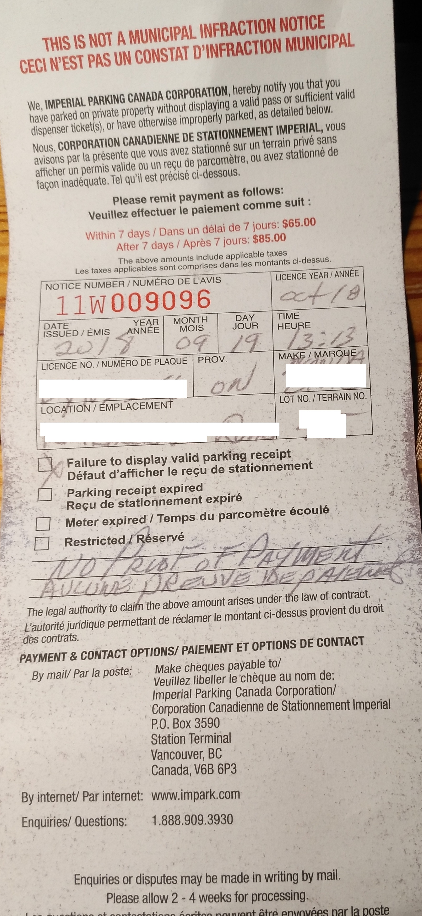 THIS IS NOT A MUNICIPAL INFRACTION NOTICE
CECI N'EST PAS UN CONSTAT D'INFRACTION MUNICIPAL
We, IMPERIAL PARKING CANADA CORPORATION, hereby notify you that you
have parked on private property without displaying a valid pass or sufficient valid
dispenser ticket(s), or have otherwise improperly parked, as detailed below.
Nous, CORPORATION CANADIENNE DE STATIONNEMENT IMPERIAL, vous
avisons par la présente que vous avez stationné sur un terrain privé sans
afficher un permis valide ou un reçu de parcomètre, ou avez stationné de
façon inadéquate. Tel qu'il est précisé ci-dessous.
Please remit payment as follows:
Veuillez effectuer le paiement comme suit :
Within 7 days / Dans un délai de 7 jours: $65.00
After 7 days / Après 7 jours: $85.00
The above amounts include applicable taxes
Les taxes applicables sont comprises dans les montants ci-dessus.
NOTICE NUMBER / NUMÉRO DE L'AVIS
LICENCE YEAR / ANNÉE
11W009096
oct/18
DATE ISSUED / ÉMIS
YEAR ANNÉE
MONTH MOIS
DAY JOUR
TIME HEURE
2018 09 19 13:13
LICENCE NO. / NUMÉRO DE PLAQUE
PROV
MAKE / MARQUE
on
LOCATION / EMPLACEMENT
LOT NO. / TERRAIN NO.
Failure to display valid parking receipt
Défaut d'afficher le reçu de stationnement
Parking receipt expired
Reçu de stationnement expiré
Meter expired / Temps du parcomètre écoulé
Restricted / Réservé
NO PROOF OF PAYMENT
AUCUNE PREUVE DE PAIEMENT
The legal authority to claim the above amount arises under the law of contract.
L'autorité juridique permettant de réclamer le montant ci-dessus provient du droit
des contrats.
PAYMENT & CONTACT OPTIONS/ PAIEMENT ET OPTIONS DE CONTACT
By mail/ Par la poste: Make cheques payable to/
Veuillez libeller le chèque au nom de:
Imperial Parking Canada Corporation/
Corporation Canadienne de Stationnement Imperial
P.O. Box 3590
Station Terminal
Vancouver, BC
Canada, V6B 6P3
By internet/ Par internet: www.impark.com
Enquiries/ Questions: 1.888.909.3930
Enquiries or disputes may be made in writing by mail.
Please allow 2 - 4 weeks for processing.
être envoyées par la poste